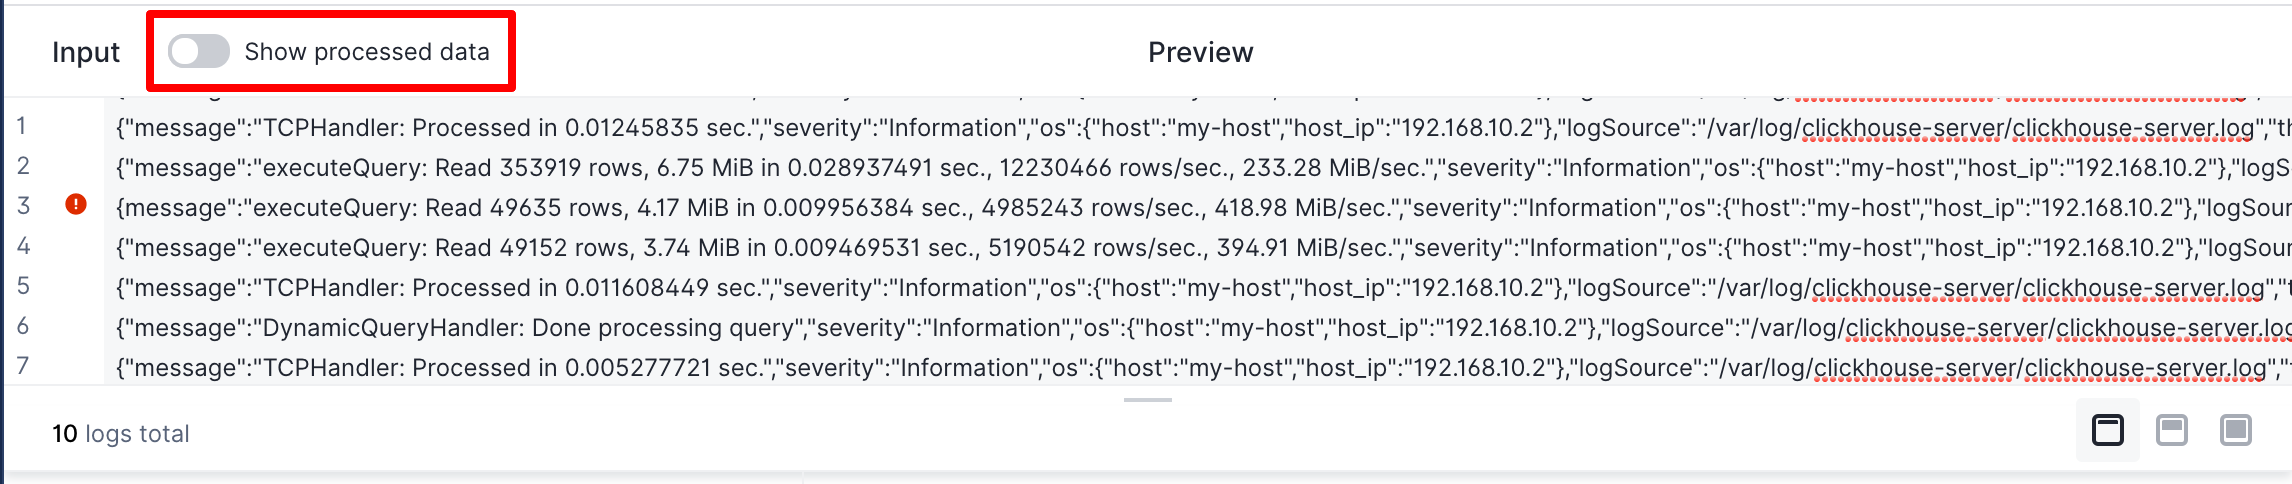 Input Show processed data Preview
1 {"message":"TCPHandler: Processed in 0.01245835 sec.","severity":"Information","os":{"host":"my-host","host_ip":"192.168.10.2"},"logSource":"/var/log/clickhouse-server/clickhouse-server.log","th
2 {"message":"executeQuery: Read 353919 rows, 6.75 MiB in 0.028937491 sec., 12230466 rows/sec., 233.28 MiB/sec.","severity":"Information","os":{"host":"my-host","host_ip":"192.168.10.2"},"logS
3 {message":"executeQuery: Read 49635 rows, 4.17 MiB in 0.009956384 sec., 4985243 rows/sec., 418.98 MiB/sec.","severity":"Information","os":{"host":"my-host","host_ip":"192.168.10.2"},"logSour
4 {"message":"executeQuery: Read 49152 rows, 3.74 MiB in 0.009469531 sec., 5190542 rows/sec., 394.91 MiB/sec.","severity":"Information","os":{"host":"my-host","host_ip":"192.168.10.2"},"logSour
5 {"message":"TCPHandler: Processed in 0.011608449 sec.","severity":"Information","os":{"host":"my-host","host_ip":"192.168.10.2"},"logSource":"/var/log/clickhouse-server/clickhouse-server.log","t
6 {"message":"DynamicQueryHandler: Done processing query","severity":"Information","os":{"host":"my-host","host_ip":"192.168.10.2"},"logSource":"/var/log/clickhouse-server/clickhouse-server.log
7 {"message":"TCPHandler: Processed in 0.005277721 sec.","severity":"Information","os":{"host":"my-host","host_ip":"192.168.10.2"},"logSource":"/var/log/clickhouse-server/clickhouse-server.log","t
10 logs total